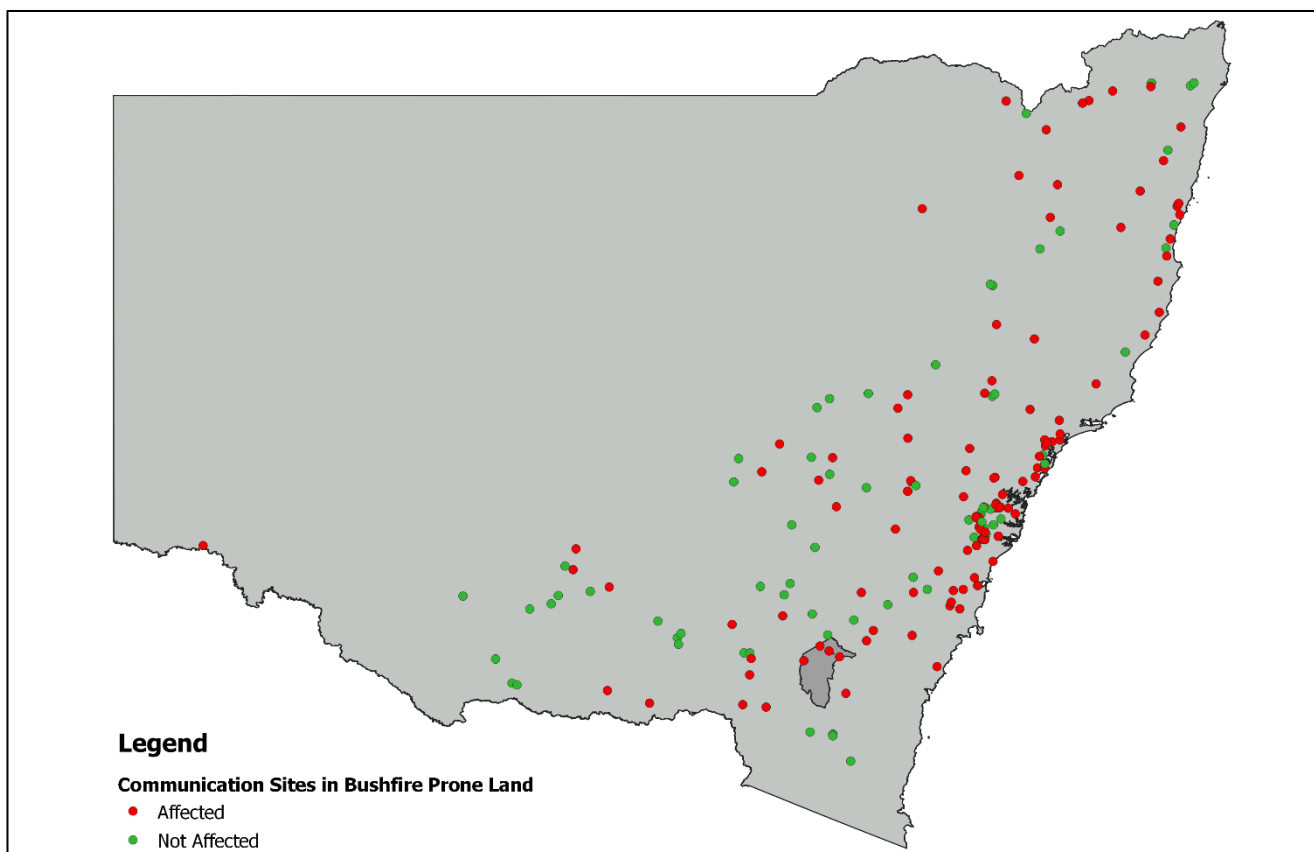 Legend
Communication Sites in Bushfire Prone Land
Affected
Not Affected